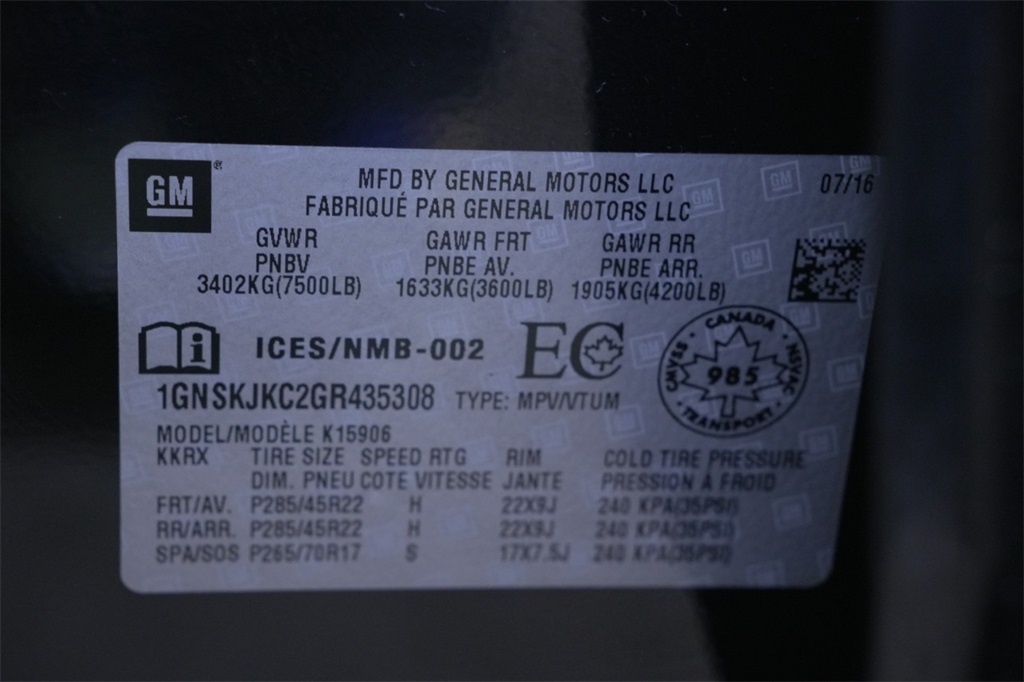 GM®
MFD BY GENERAL MOTORS LLC 07/16
FABRIQUÉ PAR GENERAL MOTORS LLC
GVWR GAWR FRT GAWR RR
PNBV PNBE AV. PNBE ARR.
3402KG(7500LB) 1633KG(3600LB) 1905KG(4200LB)
i ICES/NMB-002 EC
CANADA
CMVSS 985 NSVAC
TRANSPORT
1GNSKJKC2GR435308 TYPE: MPV/VTUM
MODEL/MODÈLE K15906
KKRX TIRE SIZE SPEED RTG RIM COLD TIRE PRESSURE
DIM. PNEU COTE VITESSE JANTE PRESSION A FROID
FRT/AV. P285/45R22 H 22X9J 240 KPA(35PSI)
RR/ARR. P285/45R22 H 22X9J 240 KPA(35PSI)
SPA/SOS P265/70R17 S 17X7.5J 240 KPA(35PSI)